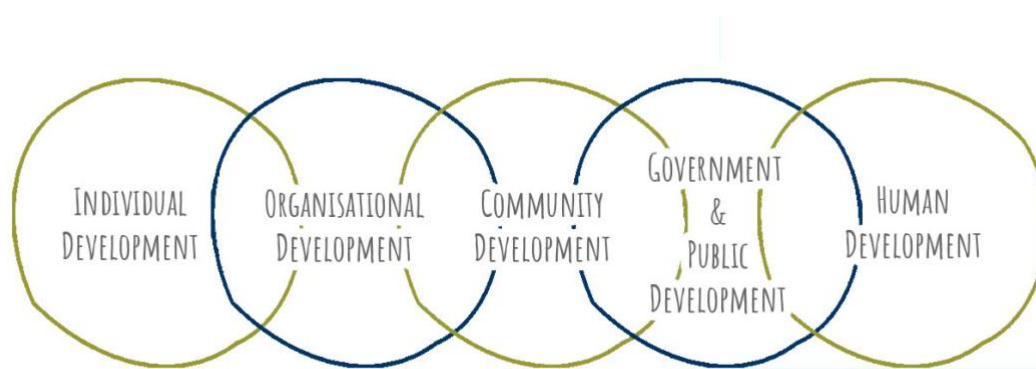 INDIVIDUAL
DEVELOPMENT
ORGANISATIONAL
DEVELOPMENT
COMMUNITY
DEVELOPMENT
GOVERNMENT
&
PUBLIC
DEVELOPMENT
HUMAN
DEVELOPMENT